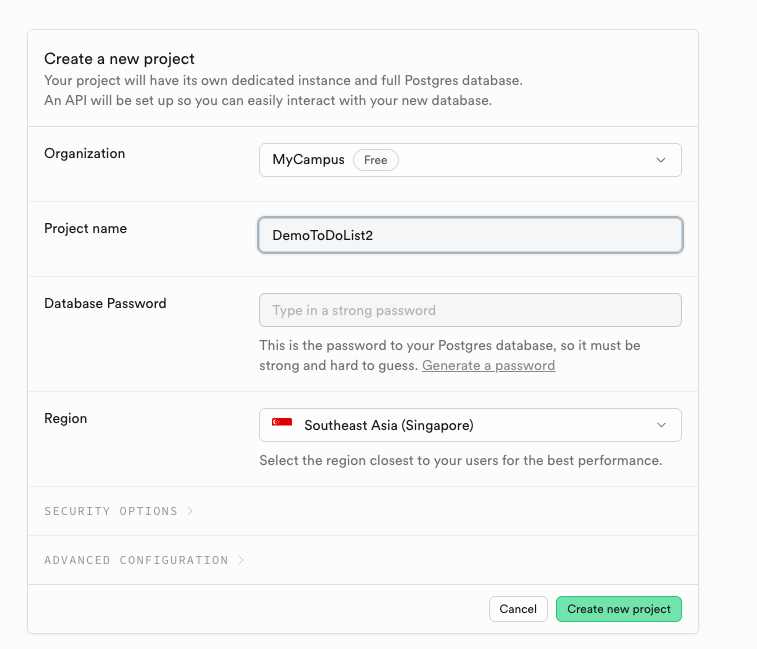 Create a new project
Your project will have its own dedicated instance and full Postgres database.
An API will be set up so you can easily interact with your new database.
Organization
MyCampus Free
Project name
DemoToDoList2
Database Password
Type in a strong password
This is the password to your Postgres database, so it must be
strong and hard to guess. Generate a password
Region
Southeast Asia (Singapore)
Select the region closest to your users for the best performance.
SECURITY OPTIONS
ADVANCED CONFIGURATION
Cancel Create new project